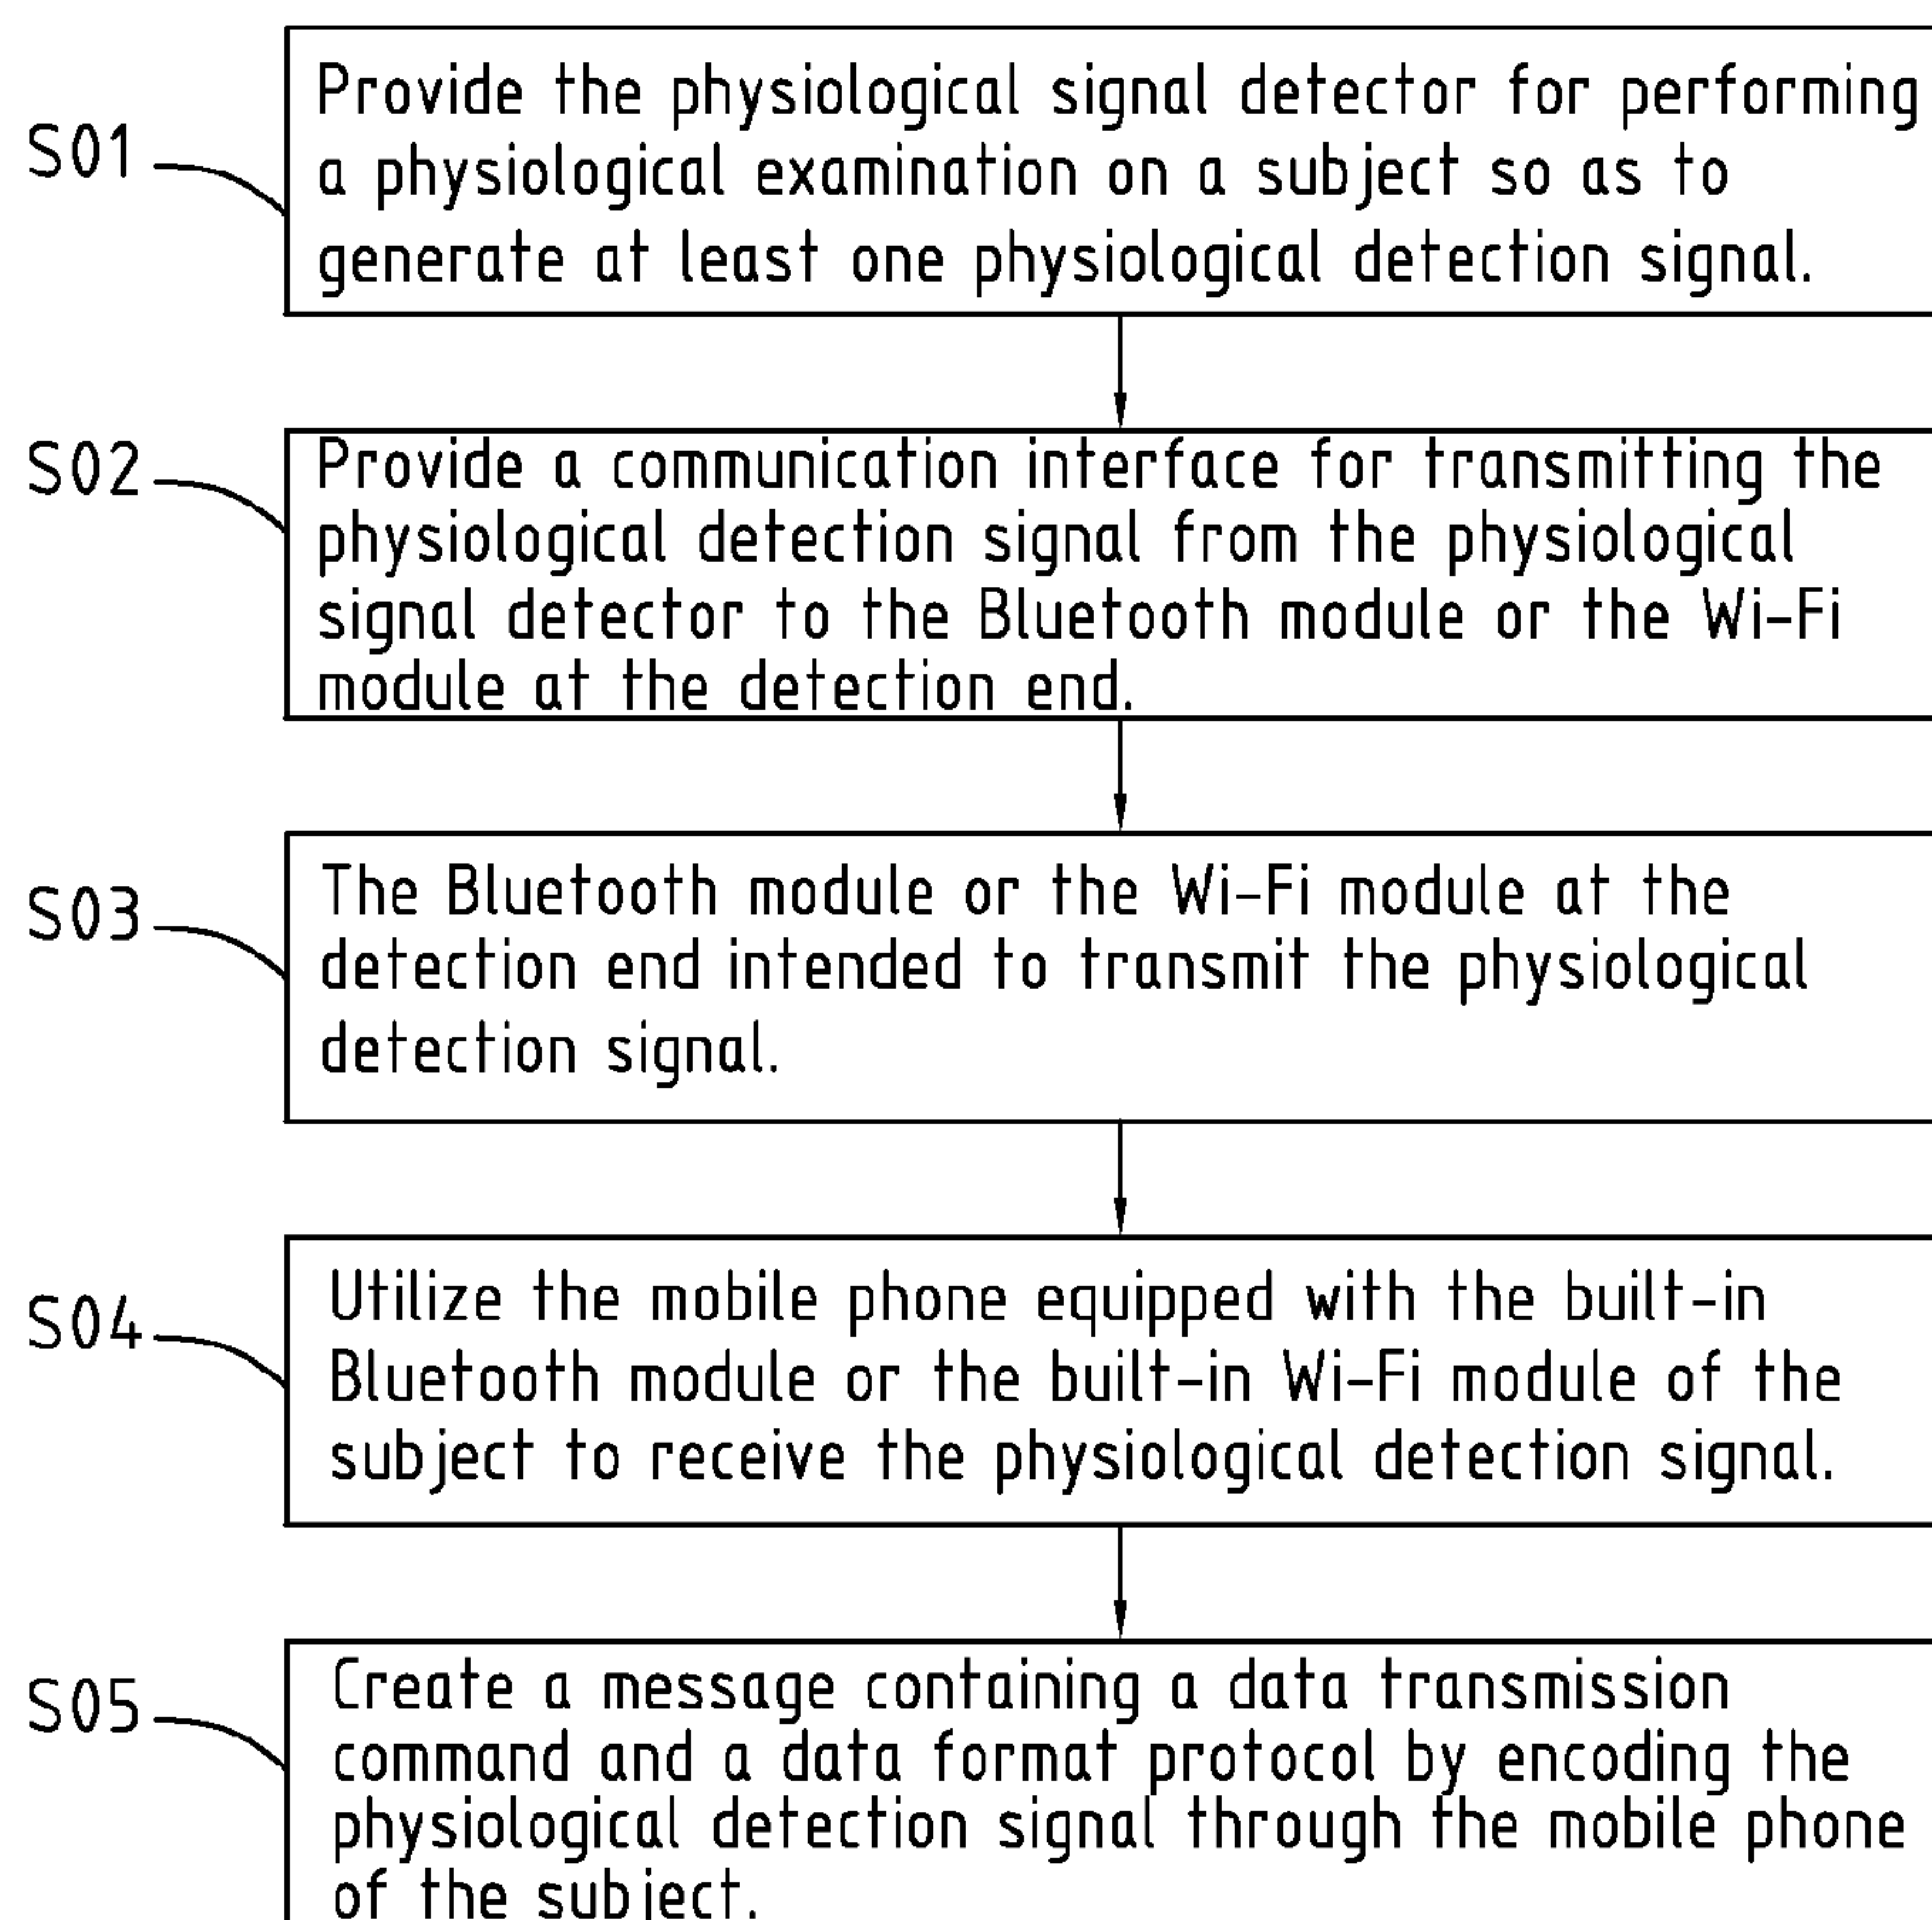 S01
Provide the physiological signal detector for performing
a physiological examination on a subject so as to
generate at least one physiological detection signal.
S02
Provide a communication interface for transmitting the
physiological detection signal from the physiological
signal detector to the Bluetooth module or the Wi-Fi
module at the detection end.
S03
The Bluetooth module or the Wi-Fi module at the
detection end intended to transmit the physiological
detection signal.
S04
Utilize the mobile phone equipped with the built-in
Bluetooth module or the built-in Wi-Fi module of the
subject to receive the physiological detection signal.
S05
Create a message containing a data transmission
command and a data format protocol by encoding the
physiological detection signal through the mobile phone
of the subject.